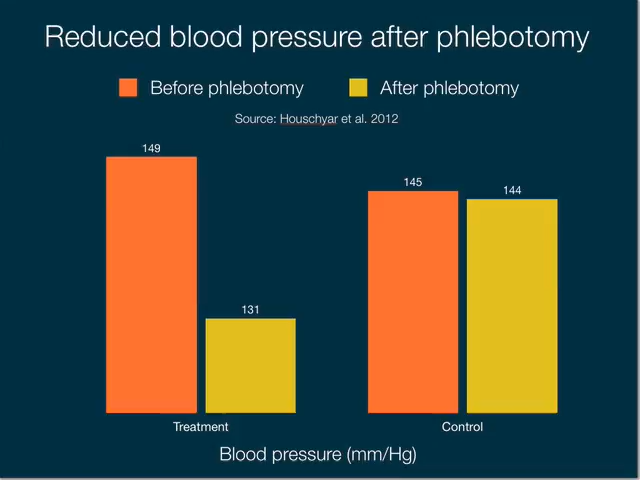 Reduced blood pressure after phlebotomy
Before phlebotomy After phlebotomy
Source: Houschyar et al. 2012
149
145
144
131
Treatment Control
Blood pressure (mm/Hg)